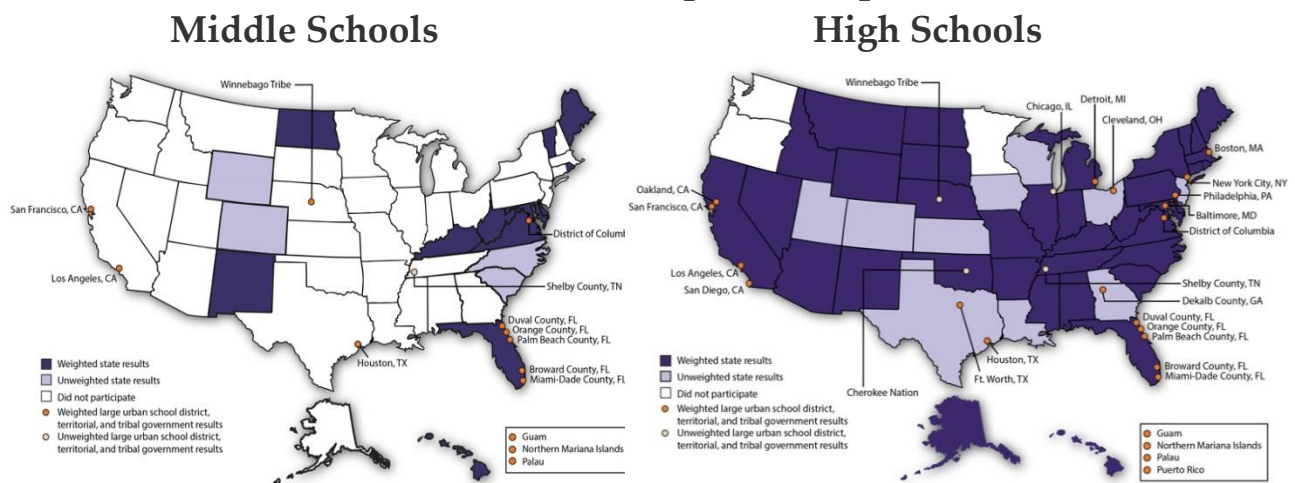 Middle Schools
Winnebago Tribe
San Francisco, CA
Los Angeles, CA
District of Columb
Shelby County, TN
Duval County, FL
Orange County, FL
Palm Beach County, FL
Houston, TX
Broward County, FL
Miami-Dade County, FL
Weighted state results
Unweighted state results
Did not participate
Weighted large urban school district,
territorial, and tribal government results
Unweighted large urban school district,
territorial, and tribal government results
Guam
Northern Mariana Islands
Palau
High Schools
Winnebago Tribe
Chicago, IL
Detroit, MI
Cleveland, OH
Boston, MA
Oakland, CA
San Francisco, CA
New York City, NY
Philadelphia, PA
Baltimore, MD
District of Columbia
Los Angeles, CA
San Diego, CA
Shelby County, TN
Dekalb County, GA
Duval County, FL
Orange County, FL
Palm Beach County, FL
Houston, TX
Ft. Worth, TX
Cherokee Nation
Broward County, FL
Miami-Dade County, FL
Weighted state results
Unweighted state results
Did not participate
Weighted large urban school district,
territorial, and tribal government results
Unweighted large urban school district,
territorial, and tribal government results
Guam
Northern Mariana Islands
Palau
Puerto Rico